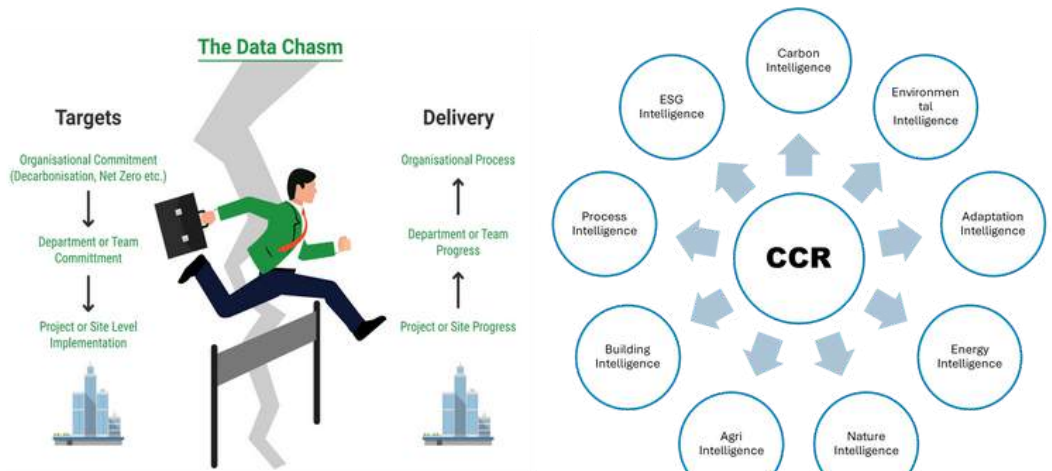 The Data Chasm
Targets
Organisational Commitment
(Decarbonisation, Net Zero etc.)
Department or Team
Committment
Project or Site Level
Implementation
Delivery
Organisational Process
Department or Team
Progress
Project or Site Progress
CCR
Carbon
Intelligence
Environmen
tal Intelligence
Adaptation
Intelligence
Energy
Intelligence
Nature
Intelligence
Agri
Intelligence
Building
Intelligence
Process
Intelligence
ESG
Intelligence